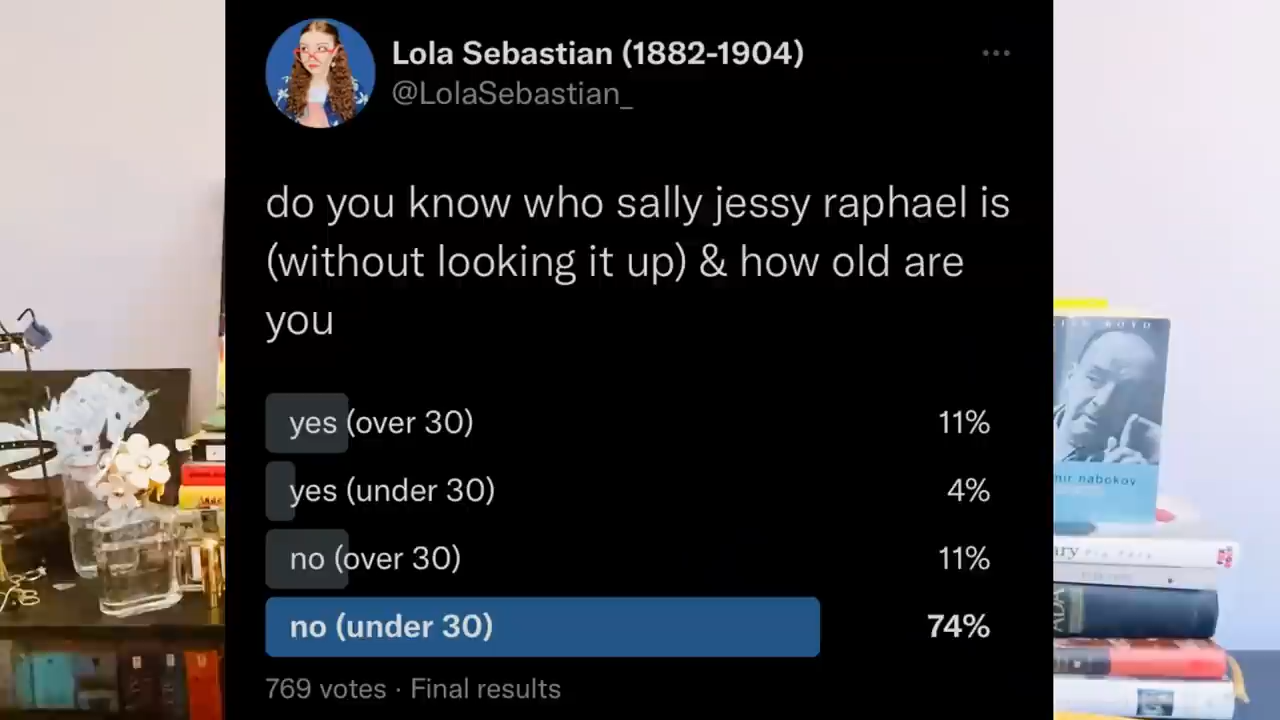 Lola Sebastian (1882-1904)
@LolaSebastian_
do you know who sally jessy raphael is
(without looking it up) & how old are
you
yes (over 30) 11%
yes (under 30) 4%
no (over 30) 11%
no (under 30) 74%
769 votes · Final results
BOYD
nabokov
ADA